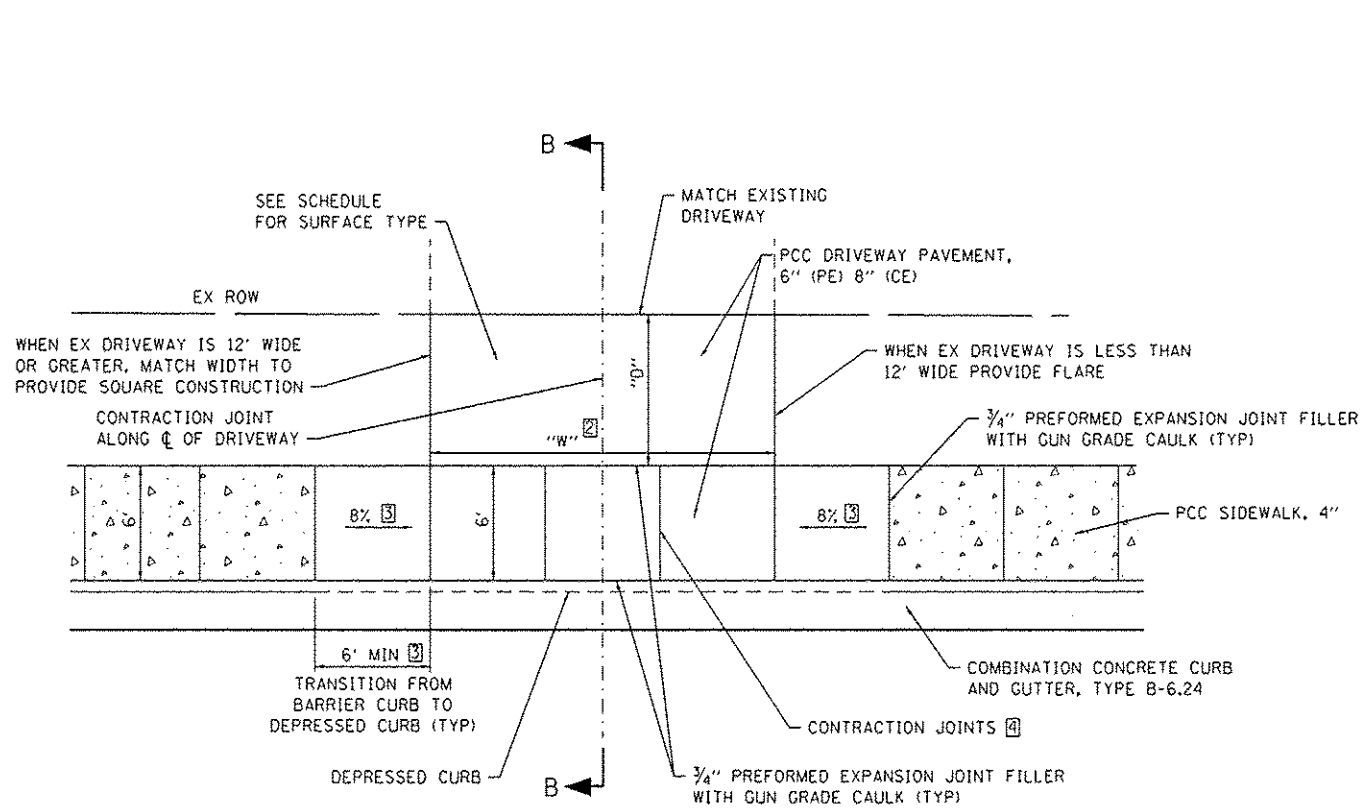 B
SEE SCHEDULE
FOR SURFACE TYPE
MATCH EXISTING
DRIVEWAY
PCC DRIVEWAY PAVEMENT,
6" (PE) 8" (CE)
EX ROW
WHEN EX DRIVEWAY IS 12' WIDE
OR GREATER, MATCH WIDTH TO
PROVIDE SQUARE CONSTRUCTION
"D"
WHEN EX DRIVEWAY IS LESS THAN
12' WIDE PROVIDE FLARE
CONTRACTION JOINT
ALONG ℄ OF DRIVEWAY
"W" 2
3/4" PREFORMED EXPANSION JOINT FILLER
WITH GUN GRADE CAULK (TYP)
6'
8% 3
6'
8% 3
PCC SIDEWALK, 4"
6' MIN 3
TRANSITION FROM
BARRIER CURB TO
DEPRESSED CURB (TYP)
COMBINATION CONCRETE CURB
AND GUTTER, TYPE B-6.24
CONTRACTION JOINTS 4
DEPRESSED CURB
B
3/4" PREFORMED EXPANSION JOINT FILLER
WITH GUN GRADE CAULK (TYP)